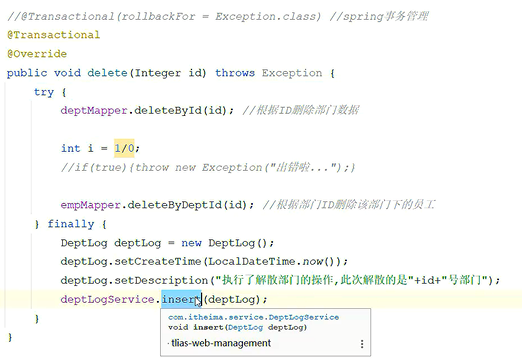 //@Transactional(rollbackFor = Exception.class) //spring事务管理
@Transactional
@Override
public void delete(Integer id) throws Exception {
try {
deptMapper.deleteById(id); //根据ID删除部门数据
int i = 1/0;
//if(true){throw new Exception("出错啦...");}
empMapper.deleteByDeptId(id); //根据部门ID删除该部门下的员工
} finally {
DeptLog deptLog = new DeptLog();
deptLog.setCreateTime(LocalDateTime.now());
deptLog.setDescription("执行了解散部门的操作,此次解散的是"+id+"号部门");
deptLogService.insert(deptLog);
}
}
com.itheima.service.DeptLogService
void insert(DeptLog deptLog)
tlias-web-management